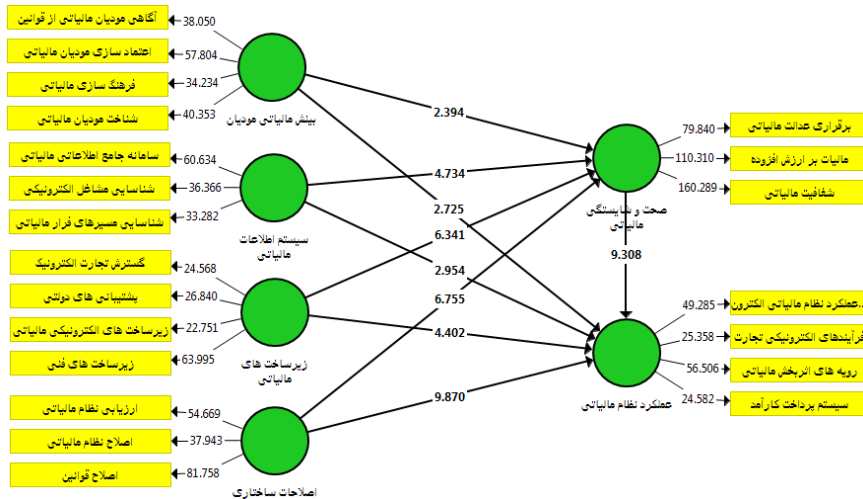 آگاهی مودیان مالیاتی از قوانین
38.050
اعتماد سازی مودیان مالیاتی
57.804
فرهنگ سازی مالیاتی
34.234
شناخت مودیان مالیاتی
40.353
بینش مالیاتی مودیان
سامانه جامع اطلاعاتی مالیاتی
60.634
شناسایی مشاغل الکترونیکی
36.366
شناسایی مسیرهای فرار مالیاتی
33.282
سیستم اطلاعات
مالیاتی
گسترش تجارت الکترونیک
24.568
پشتیبانی های دولتی
26.840
زیرساخت های الکترونیکی مالیاتی
22.751
زیرساخت های فنی
63.995
زیرساخت های
مالیاتی
ارزیابی نظام مالیاتی
54.669
اصلاح نظام مالیاتی
37.943
اصلاح قوانین
81.758
اصلاحات ساختاری
2.394
4.734
2.725
6.341
2.954
6.755
4.402
9.870
9.308
صحت و شایستگی
مالیاتی
79.840
برقراری عدالت مالیاتی
110.310
مالیات بر ارزش افزوده
160.289
شفافیت مالیاتی
عملکرد نظام مالیاتی
49.285
عملکرد نظام مالیاتی الکترون...
25.358
فرآیندهای الکترونیکی تجارت
56.506
رویه های اثربخش مالیاتی
24.582
سیستم پرداخت کارآمد